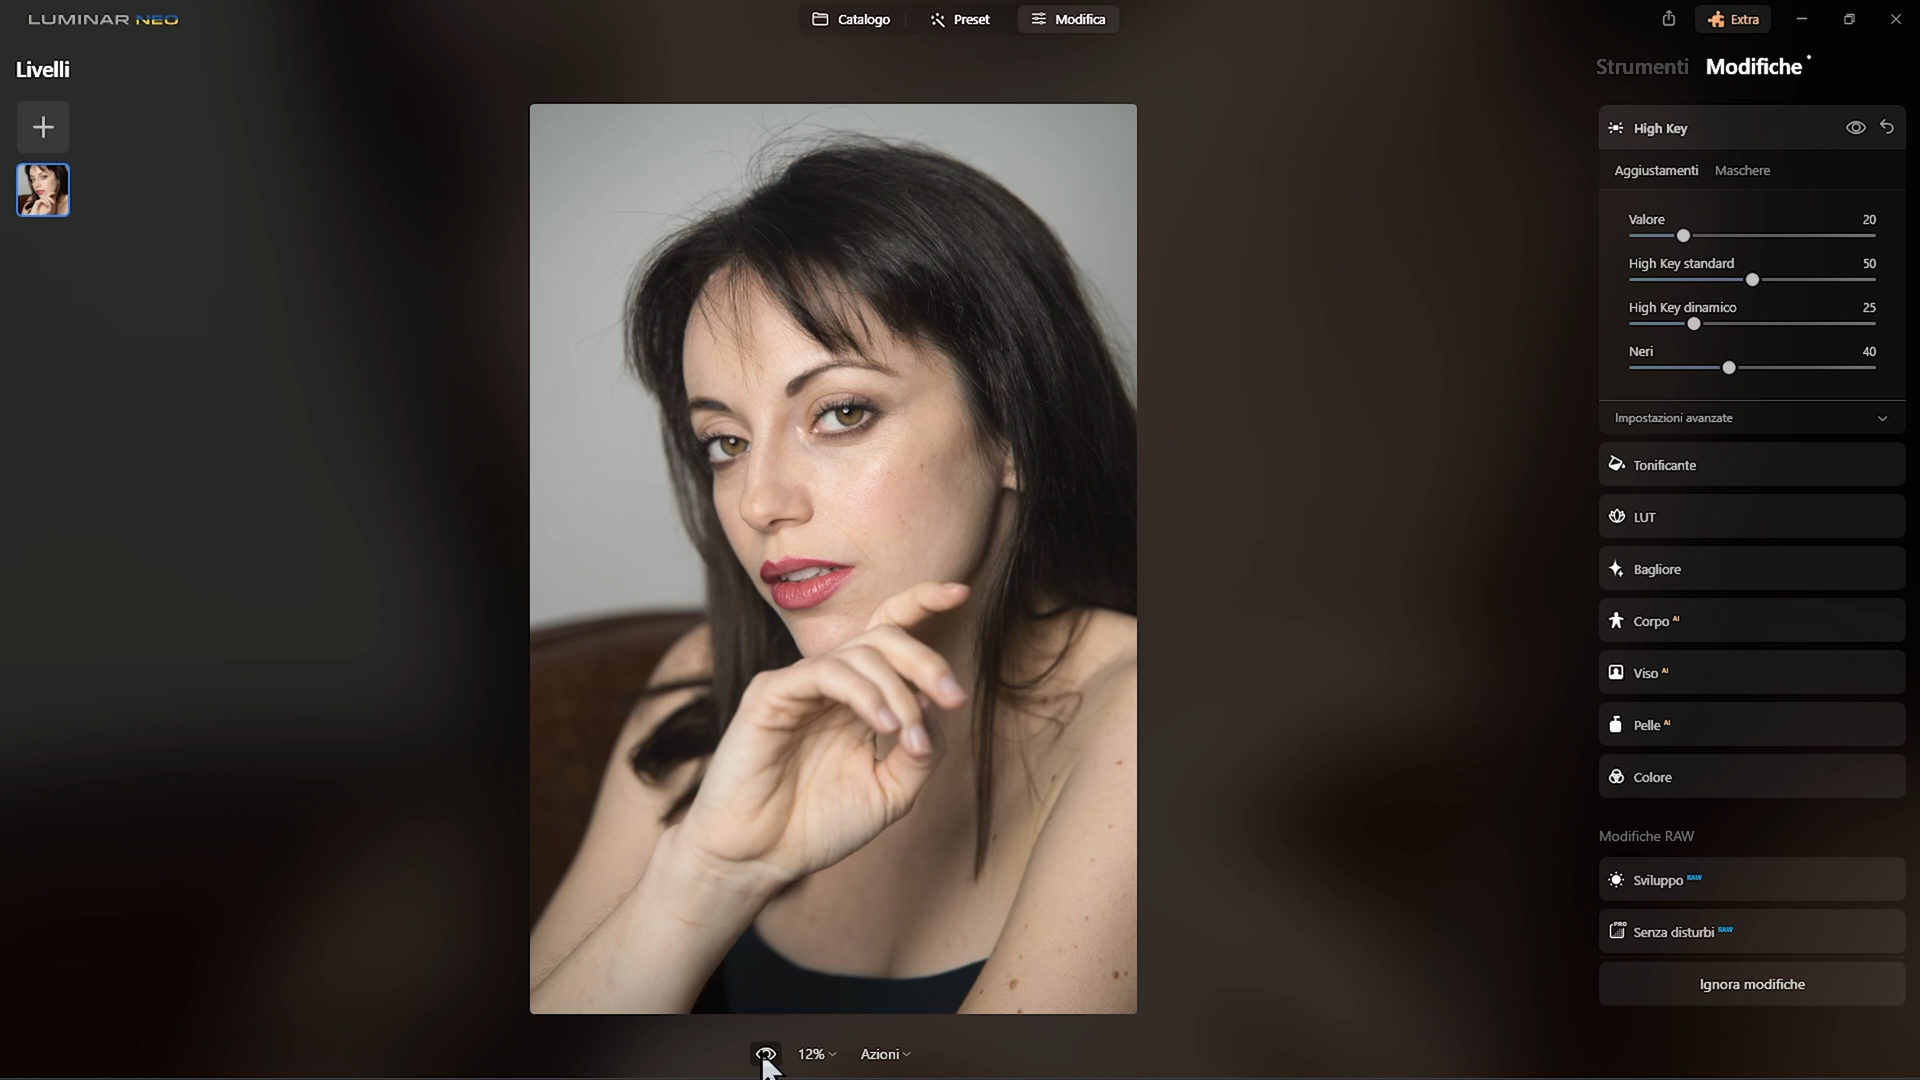 LUMINAR NEO
Catalogo
Preset
Modifica
Extra
Livelli
Strumenti
Modifiche
High Key
Aggiustamenti
Maschere
Valore 20
High Key standard 50
High Key dinamico 25
Neri 40
Impostazioni avanzate
Tonificante
LUT
Bagliore
Corpo AI
Viso AI
Pelle AI
Colore
Modifiche RAW
Sviluppo RAW
PRO
Senza disturbi RAW
Ignora modifiche
12%
Azioni